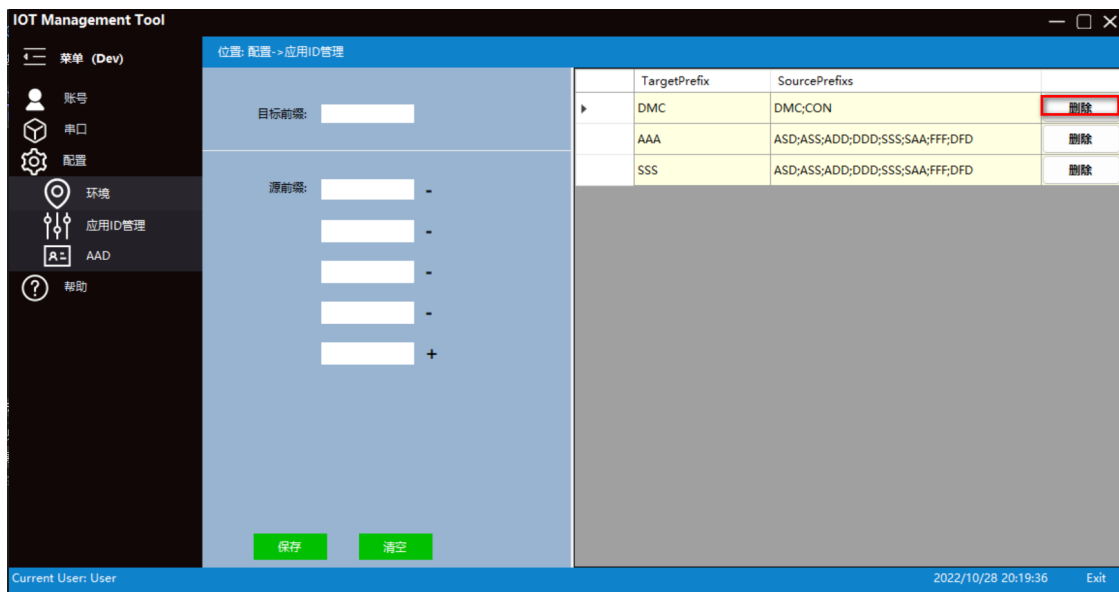 IOT Management Tool
菜单 (Dev)
位置: 配置->应用ID管理
账号
串口
配置
环境
应用ID管理
AAD
帮助
目标前缀:
源前缀:
-
-
-
-
+
保存 清空
TargetPrefix SourcePrefixs
DMC DMC;CON 删除
AAA ASD;ASS;ADD;DDD;SSS;SAA;FFF;DFD 删除
SSS ASD;ASS;ADD;DDD;SSS;SAA;FFF;DFD 删除
Current User: User 2022/10/28 20:19:36 Exit